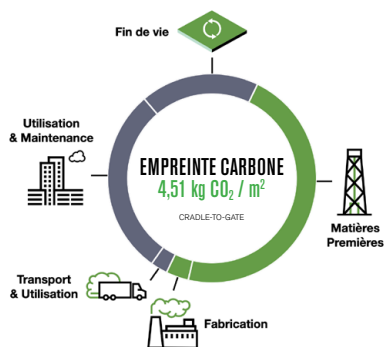 Fin de vie
Utilisation
& Maintenance
EMPREINTE CARBONE
4,51 kg CO₂ / m²
CRADLE-TO-GATE
Matières
Premières
Transport
& Utilisation
Fabrication